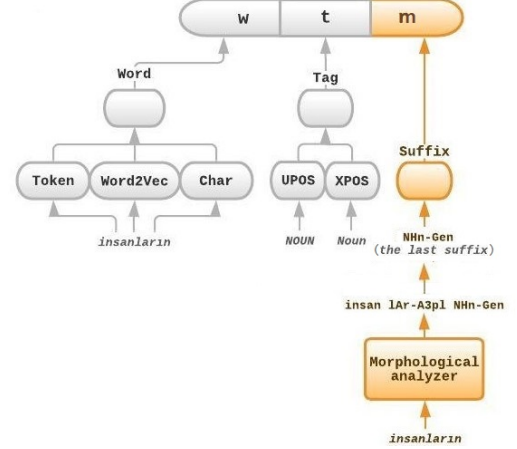 w t m
Word
Tag
Suffix
Token Word2Vec Char
UPOS XPOS
insanların
NOUN Noun
NHn-Gen
(the last suffix)
insan lAr-A3pl NHn-Gen
Morphological
analyzer
insanların